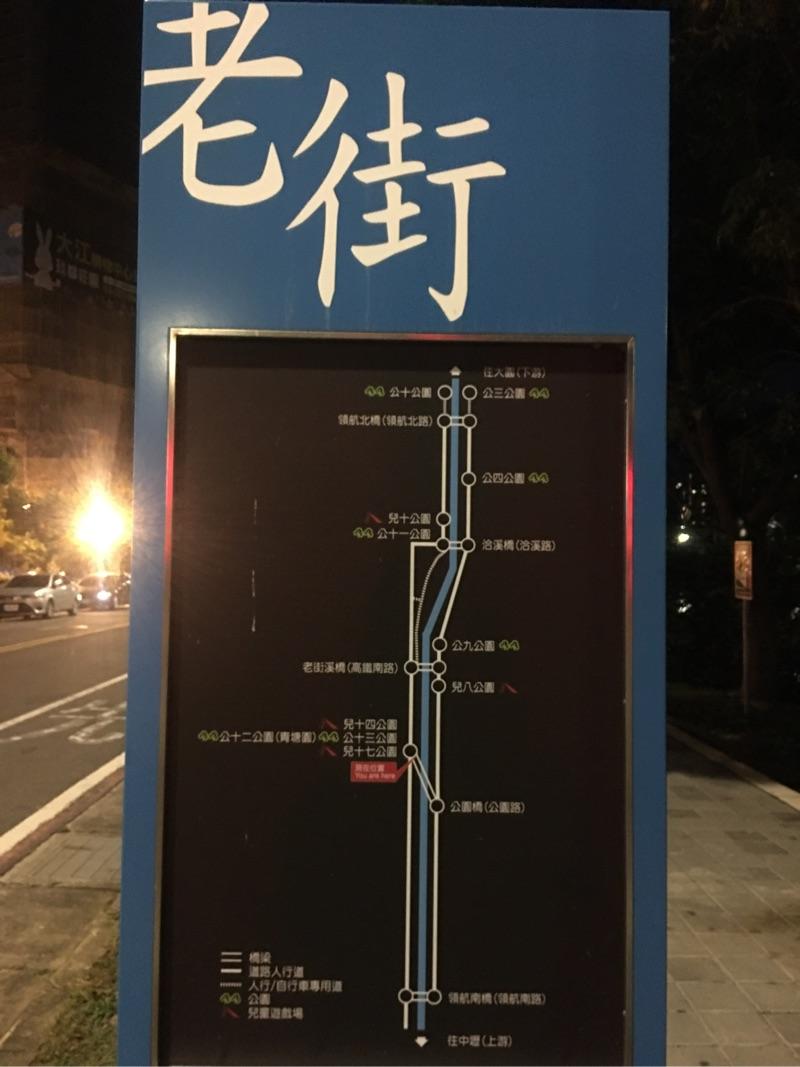 老街
往大園(下游)
公十公園
公三公園
領航北橋(領航北路)
公四公園
兒十公園
公十一公園
洽溪橋(洽溪路)
公九公園
老街溪橋(高鐵南路)
兒八公園
兒十四公園
公十二公園(青塘園)
公十三公園
兒十七公園
現在位置
You are here
公園橋(公園路)
橋梁
道路人行道
人行/自行車專用道
公園
兒童遊戲場
領航南橋(領航南路)
往中壢(上游)
大江